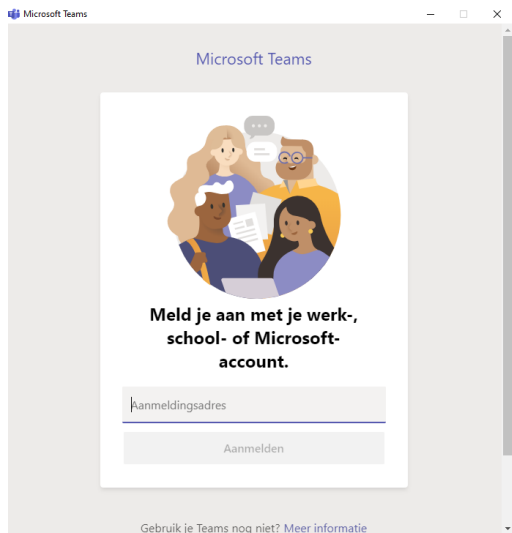 Microsoft Teams
Microsoft Teams
Meld je aan met je werk-,
school- of Microsoft-
account.
Aanmeldingsadres
Aanmelden
Gebruik je Teams nog niet? Meer informatie